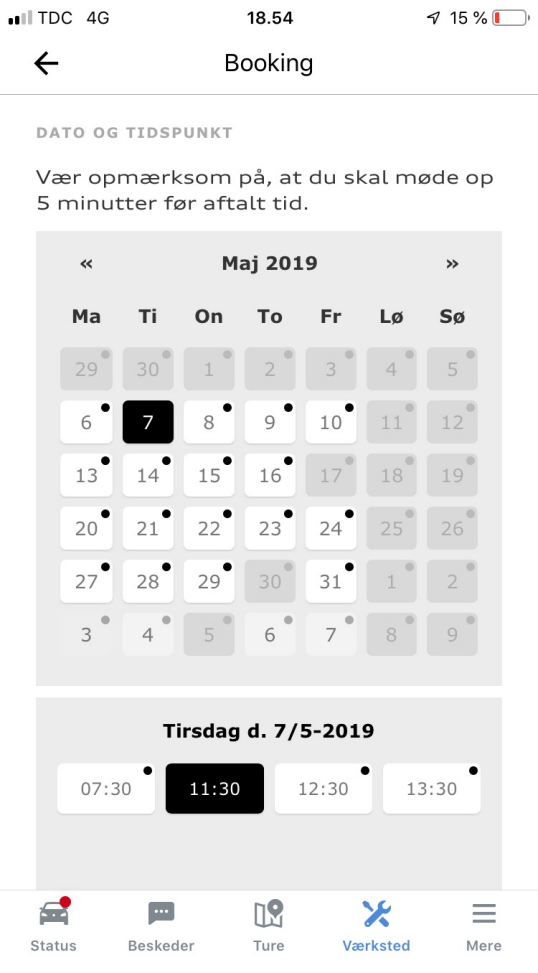 TDC 4G 18.54 15 %
Booking
DATO OG TIDSPUNKT
Vær opmærksom på, at du skal møde op
5 minutter før aftalt tid.
« Maj 2019 »
Ma Ti On To Fr Lø Sø
29 30 1 2 3 4 5
6 7 8 9 10 11 12
13 14 15 16 17 18 19
20 21 22 23 24 25 26
27 28 29 30 31 1 2
3 4 5 6 7 8 9
Tirsdag d. 7/5-2019
07:30 11:30 12:30 13:30
Status Beskeder Ture Værksted Mere